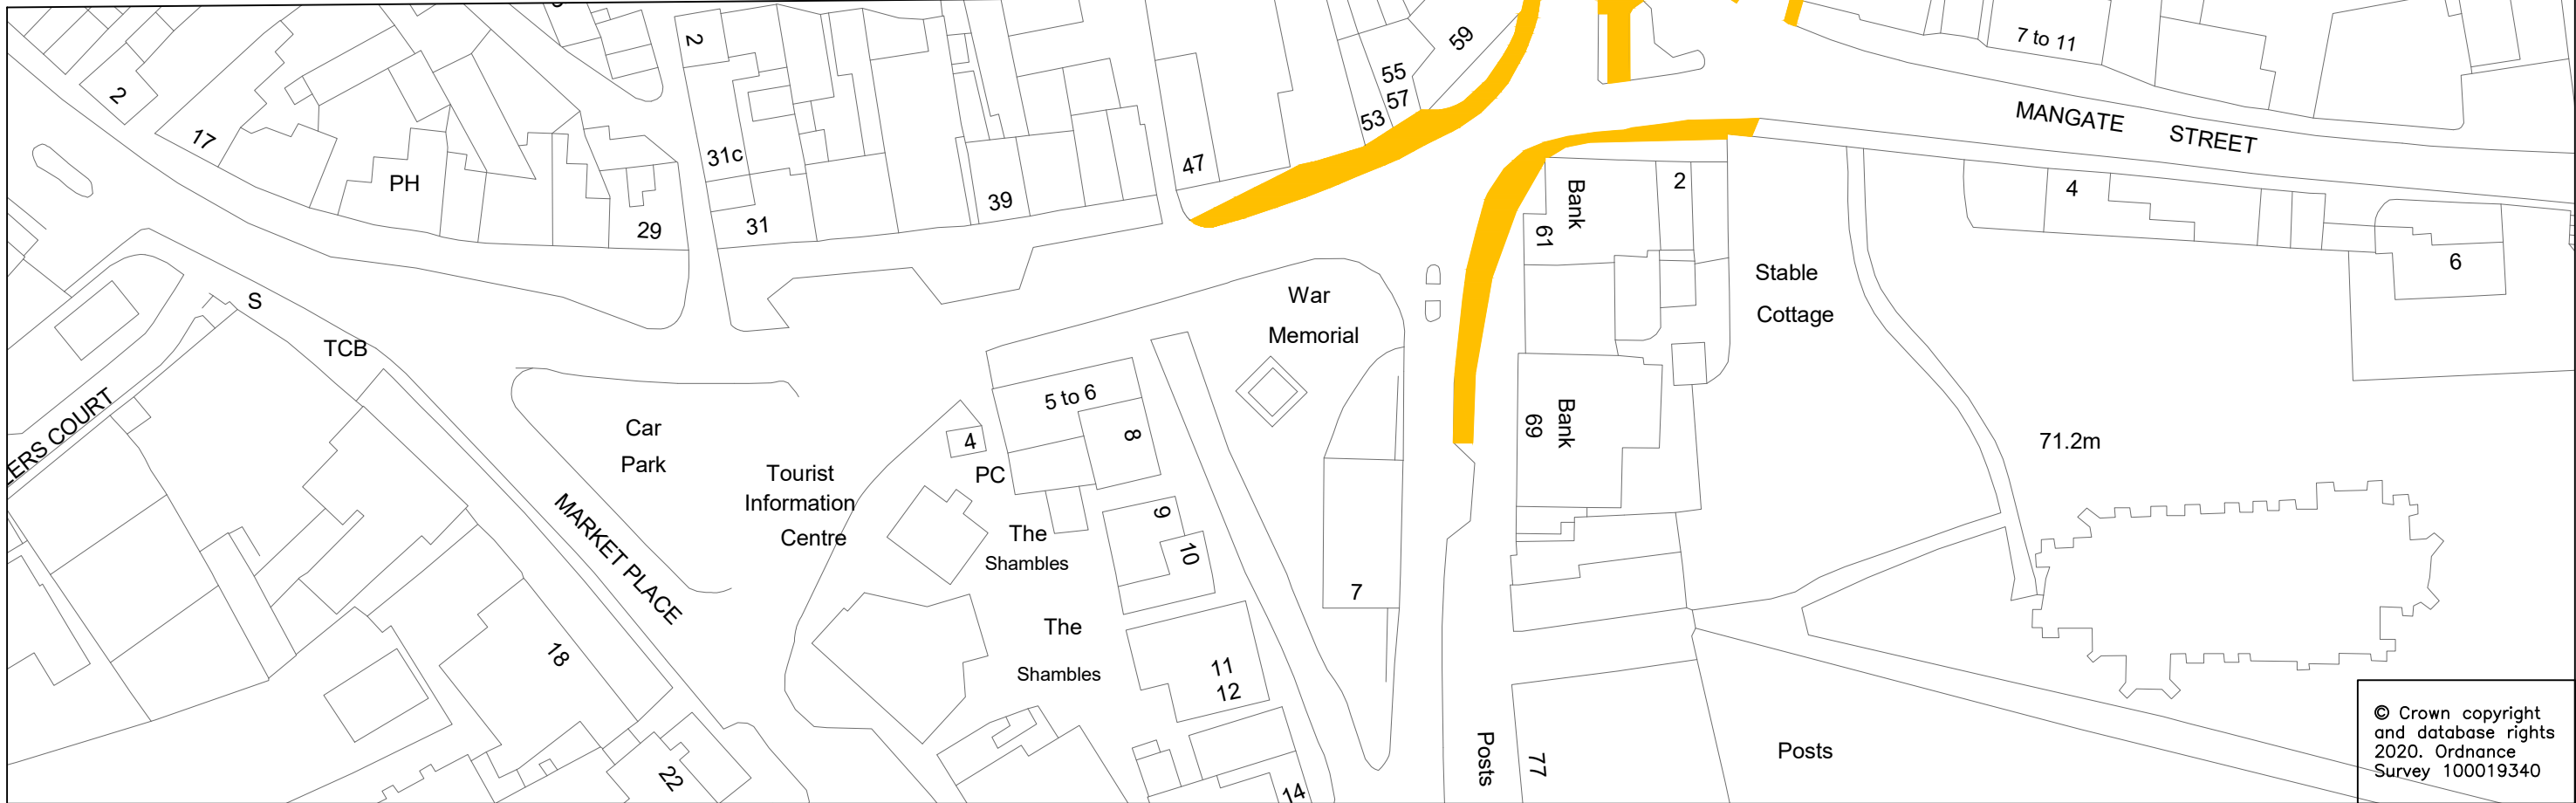 2
17
PH
29
2
31c
31
39
47
53
55
57
59
7 to 11
MANGATE STREET
Bank
61
2
4
6
Stable
Cottage
War
Memorial
S
TCB
ERS COURT
Car
Park
MARKET PLACE
Tourist
Information
Centre
4
PC
5 to 6
8
The
Shambles
9
10
The
Shambles
11
12
7
Bank
69
71.2m
18
22
14
Posts
77
Posts
© Crown copyright
and database rights
2020. Ordnance
Survey 100019340